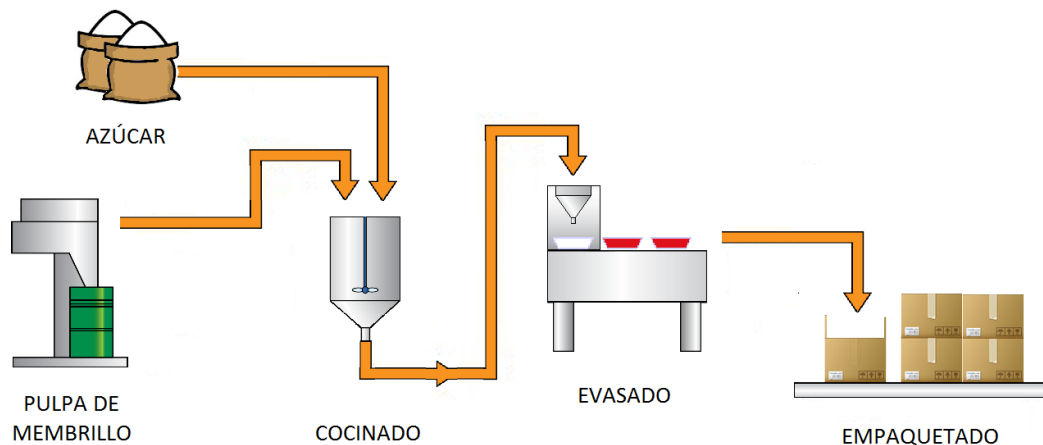 AZÚCAR
PULPA DE
MEMBRILLO
COCINADO
EVASADO
EMPAQUETADO